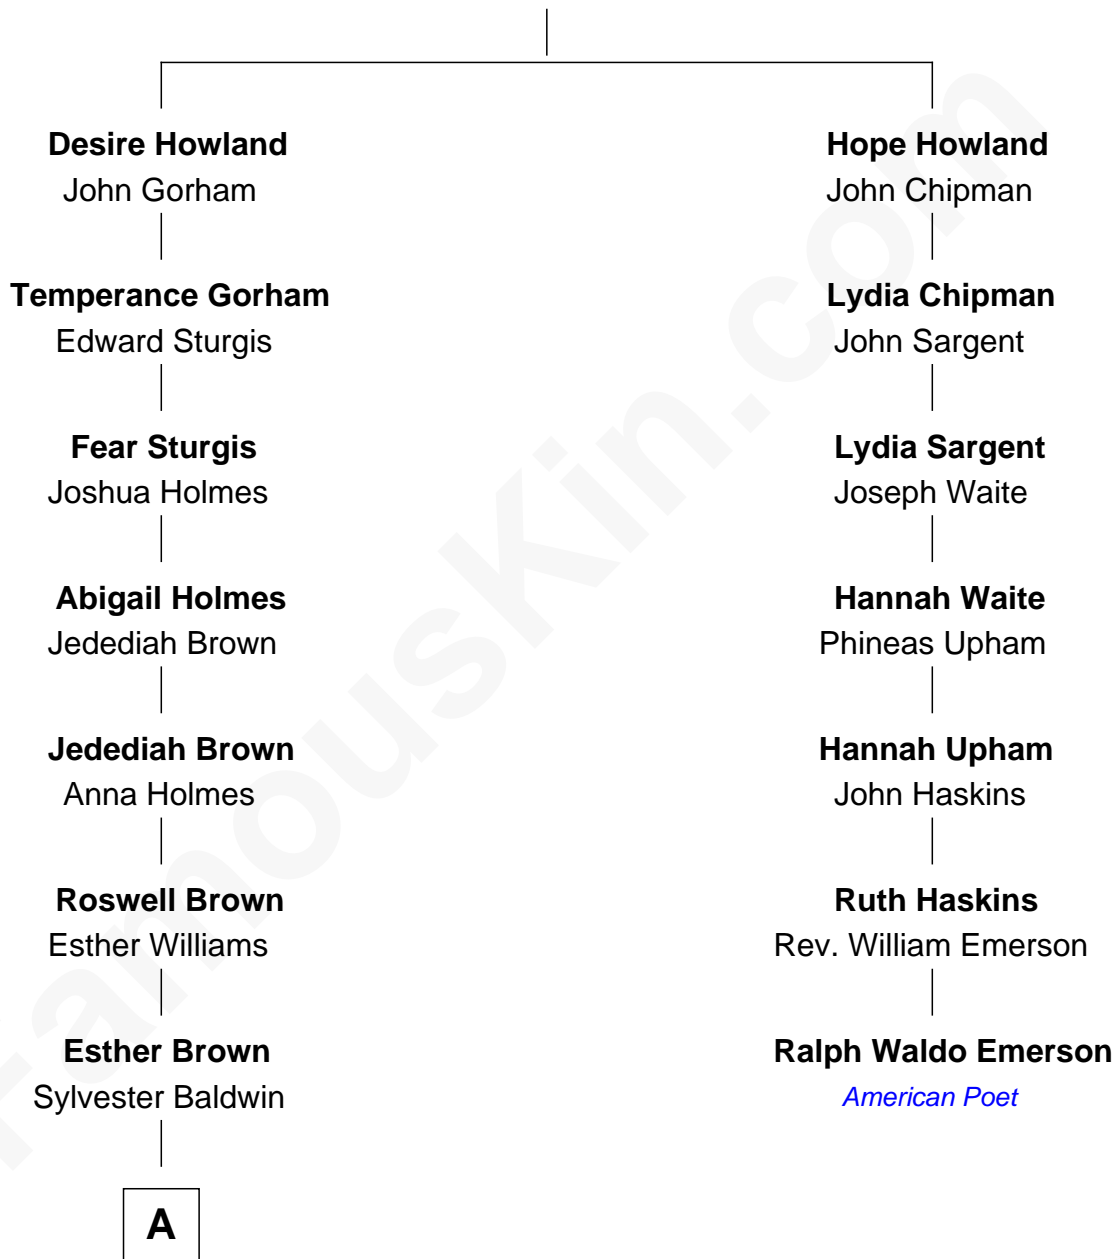 Desire Howland
John Gorham
Temperance Gorham
Edward Sturgis
Fear Sturgis
Joshua Holmes
Abigail Holmes
Jedediah Brown
Jedediah Brown
Anna Holmes
Roswell Brown
Esther Williams
Esther Brown
Sylvester Baldwin
A
Hope Howland
John Chipman
Lydia Chipman
John Sargent
Lydia Sargent
Joseph Waite
Hannah Waite
Phineas Upham
Hannah Upham
John Haskins
Ruth Haskins
Rev. William Emerson
Ralph Waldo Emerson
American Poet
FamousKin.com